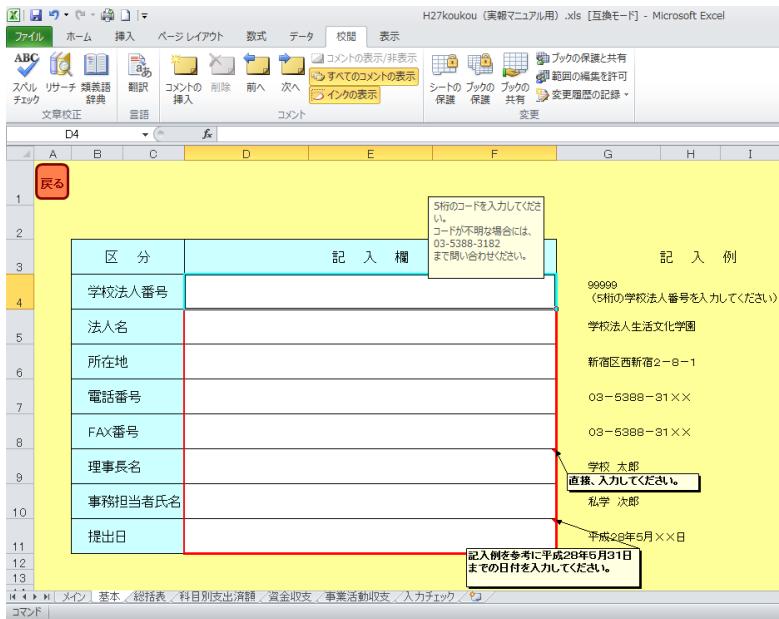 H27koukou（実報マニュアル用）.xls [互換モード] - Microsoft Excel
ファイル ホーム 挿入 ページ レイアウト 数式 データ 校閲 表示
ABC
スペル チェック
リサーチ
類義語 辞典
翻訳
コメントの 挿入
削除
前へ
次へ
コメントの表示/非表示
すべてのコメントの表示
インクの表示
シートの 保護
ブックの 保護
ブックの 共有
ブックの保護と共有
範囲の編集を許可
変更履歴の記録
文章校正 言語 コメント 変更
D4 fx
A B C D E F G H I
1 戻る
2
5桁のコードを入力してくださ
い。
コードが不明な場合には、
03-5388-3182
まで問い合わせください。
3 区 分 記 入 欄 記 入 例
4 学校法人番号 99999
（5桁の学校法人番号を入力してください）
5 法人名 学校法人生活文化学園
6 所在地 新宿区西新宿2－8－1
7 電話番号 03－5388－31××
8 FAX番号 03－5388－31××
9 理事長名 学校 太郎
直接、入力してください。
10 事務担当者氏名 私学 次郎
11 提出日 平成28年5月××日
記入例を参考に平成28年5月31日
までの日付を入力してください。
12
13
メイン 基本 総括表 科目別支出済額 資金収支 事業活動収支 入力チェック
コマンド